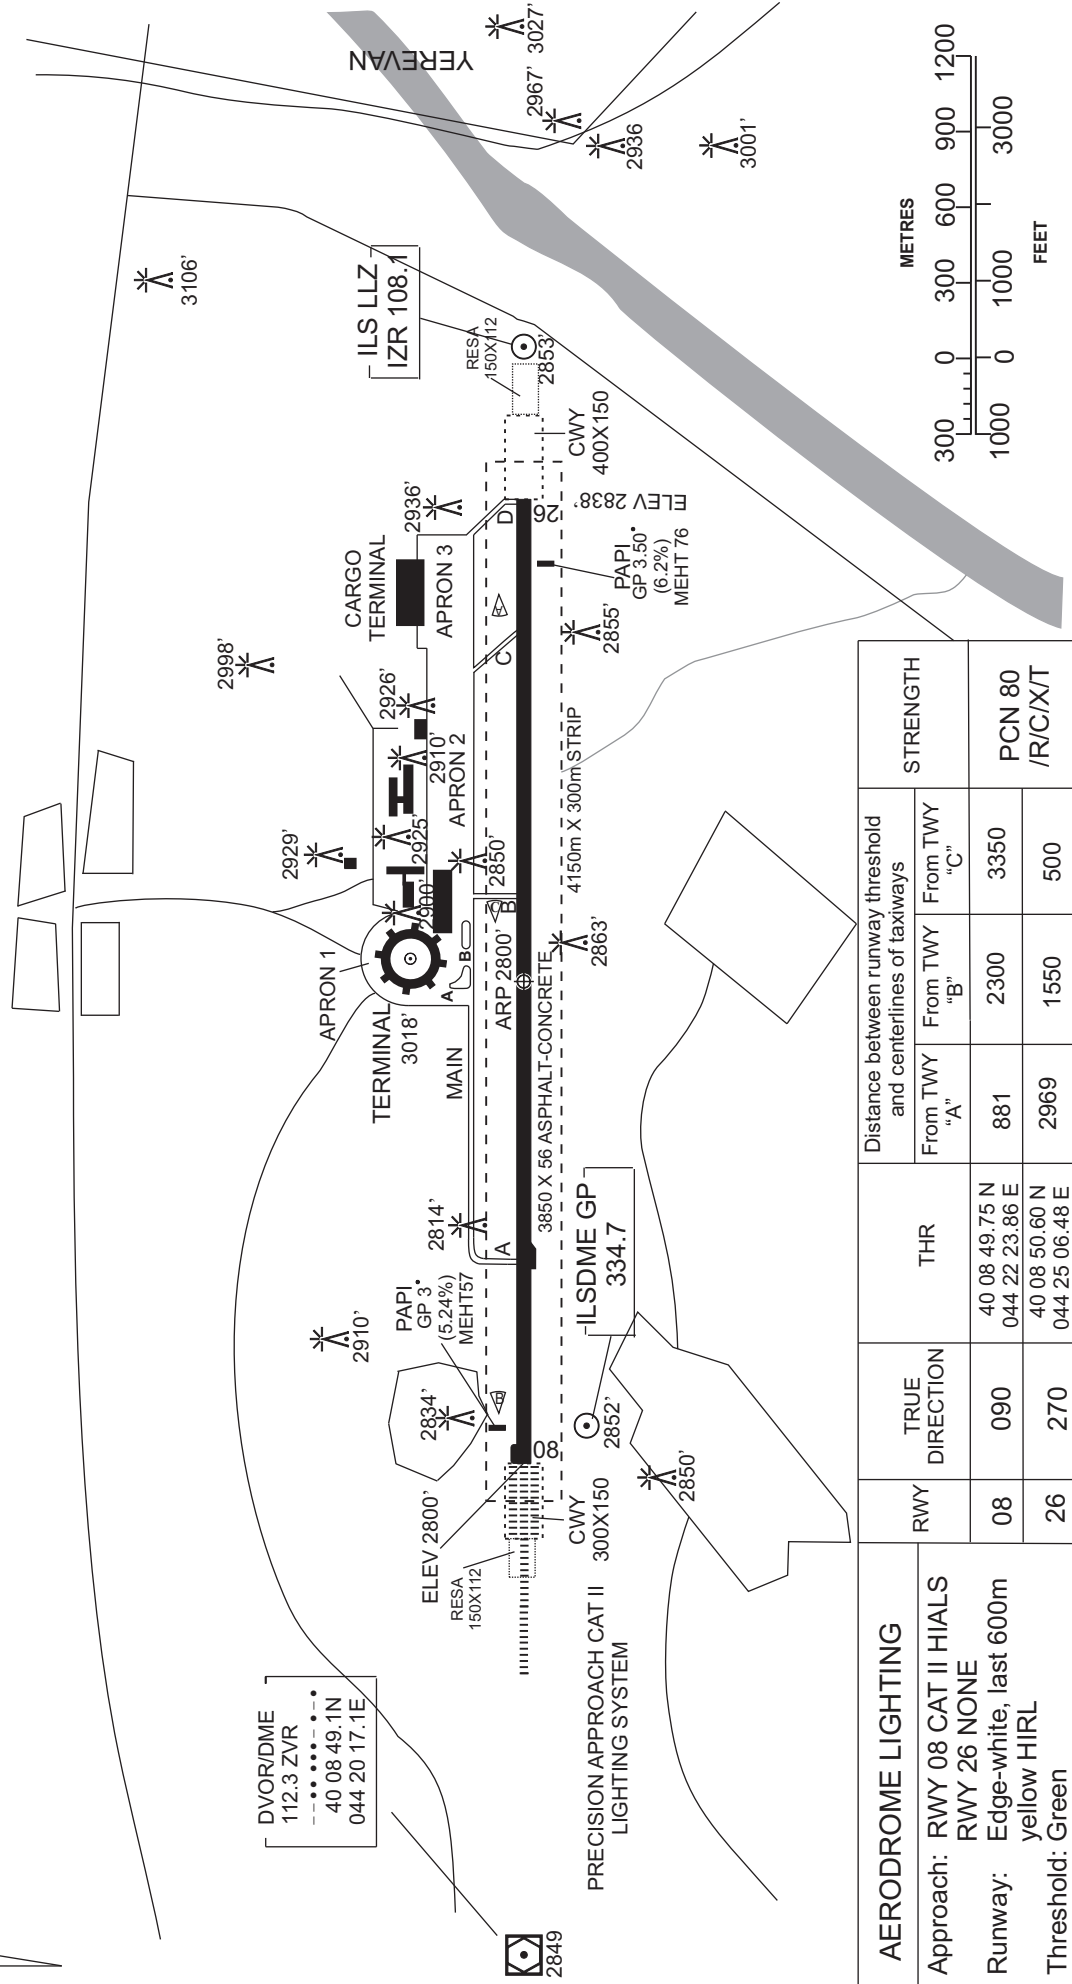 DVOR/DME
112.3 ZVR
40 08 49.1N
044 20 17.1E
2849
PRECISION APPROACH CAT II
LIGHTING SYSTEM
ELEV 2800'
RESA
150X112
CWY
300X150
08
2834'
2910'
PAPI
GP 3°
(5.24%)
MEHT57
2852'
2850'
ILSDME GP
334.7
2814'
A
3850 X 56 ASPHALT-CONCRETE
MAIN
TERMINAL
3018'
APRON 1
A
B
ARP 2800'
B
C
2863'
2900'
2929'
2925'
2850'
2910'
APRON 2
2926'
2998'
4150m X 300m STRIP
2855'
C
CARGO
TERMINAL
APRON 3
2936'
D
26
ELEV 2838'
PAPI
GP 3.50°
(6.2%)
MEHT 76
CWY
400X150
RESA
150X112
2853'
ILS LLZ
IZR 108.1
3106'
YEREVAN
3027'
2967'
2936
3001'
METRES
300 0 300 600 900 1200
1000 0 1000 3000
FEET
AERODROME LIGHTING
Approach: RWY 08 CAT II HIALS
RWY 26 NONE
Runway: Edge-white, last 600m
yellow HIRL
Threshold: Green
RWY
TRUE
DIRECTION
THR
Distance between runway threshold
and centerlines of taxiways
From TWY
"A"
From TWY
"B"
From TWY
"C"
STRENGTH
08 090 40 08 49.75 N
044 22 23.86 E
881 2300 3350
26 270 40 08 50.60 N
044 25 06.48 E
2969 1550 500
PCN 80
/R/C/X/T